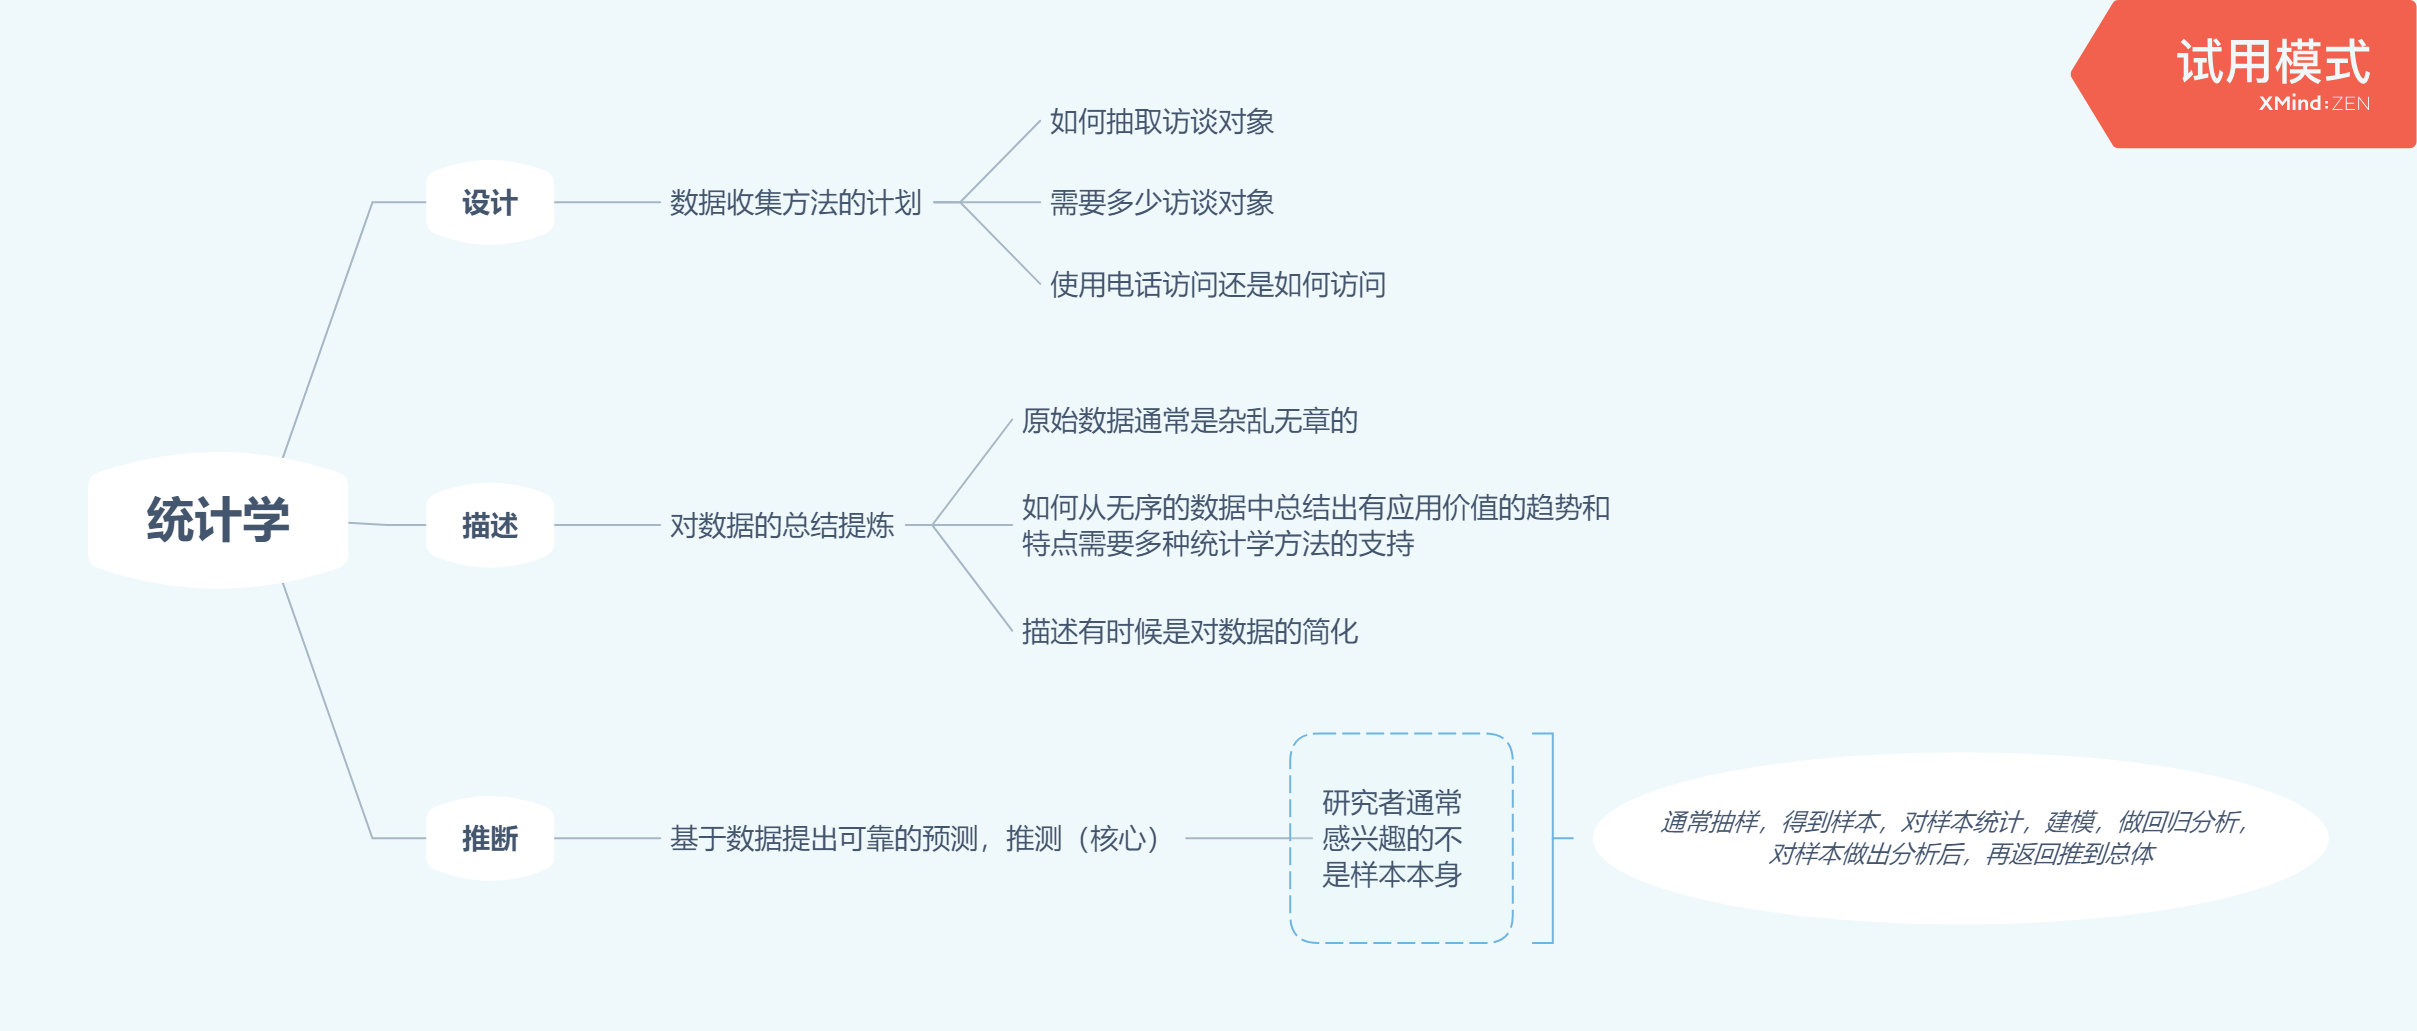 试用模式
XMind:ZEN
统计学
设计
数据收集方法的计划
如何抽取访谈对象
需要多少访谈对象
使用电话访问还是如何访问
描述
对数据的总结提炼
原始数据通常是杂乱无章的
如何从无序的数据中总结出有应用价值的趋势和
特点需要多种统计学方法的支持
描述有时候是对数据的简化
推断
基于数据提出可靠的预测，推测（核心）
研究者通常
感兴趣的不
是样本本身
通常抽样，得到样本，对样本统计，建模，做回归分析，
对样本做出分析后，再返回推到总体